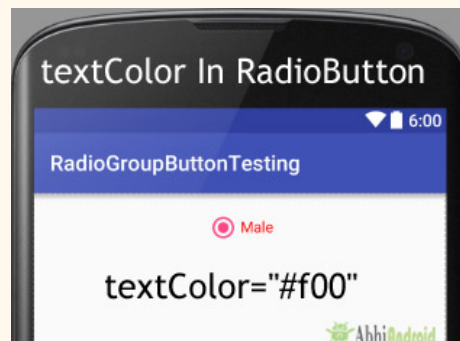 textColor In RadioButton
6:00
RadioGroupButtonTesting
Male
textColor="#f00"
AbhiAndroid